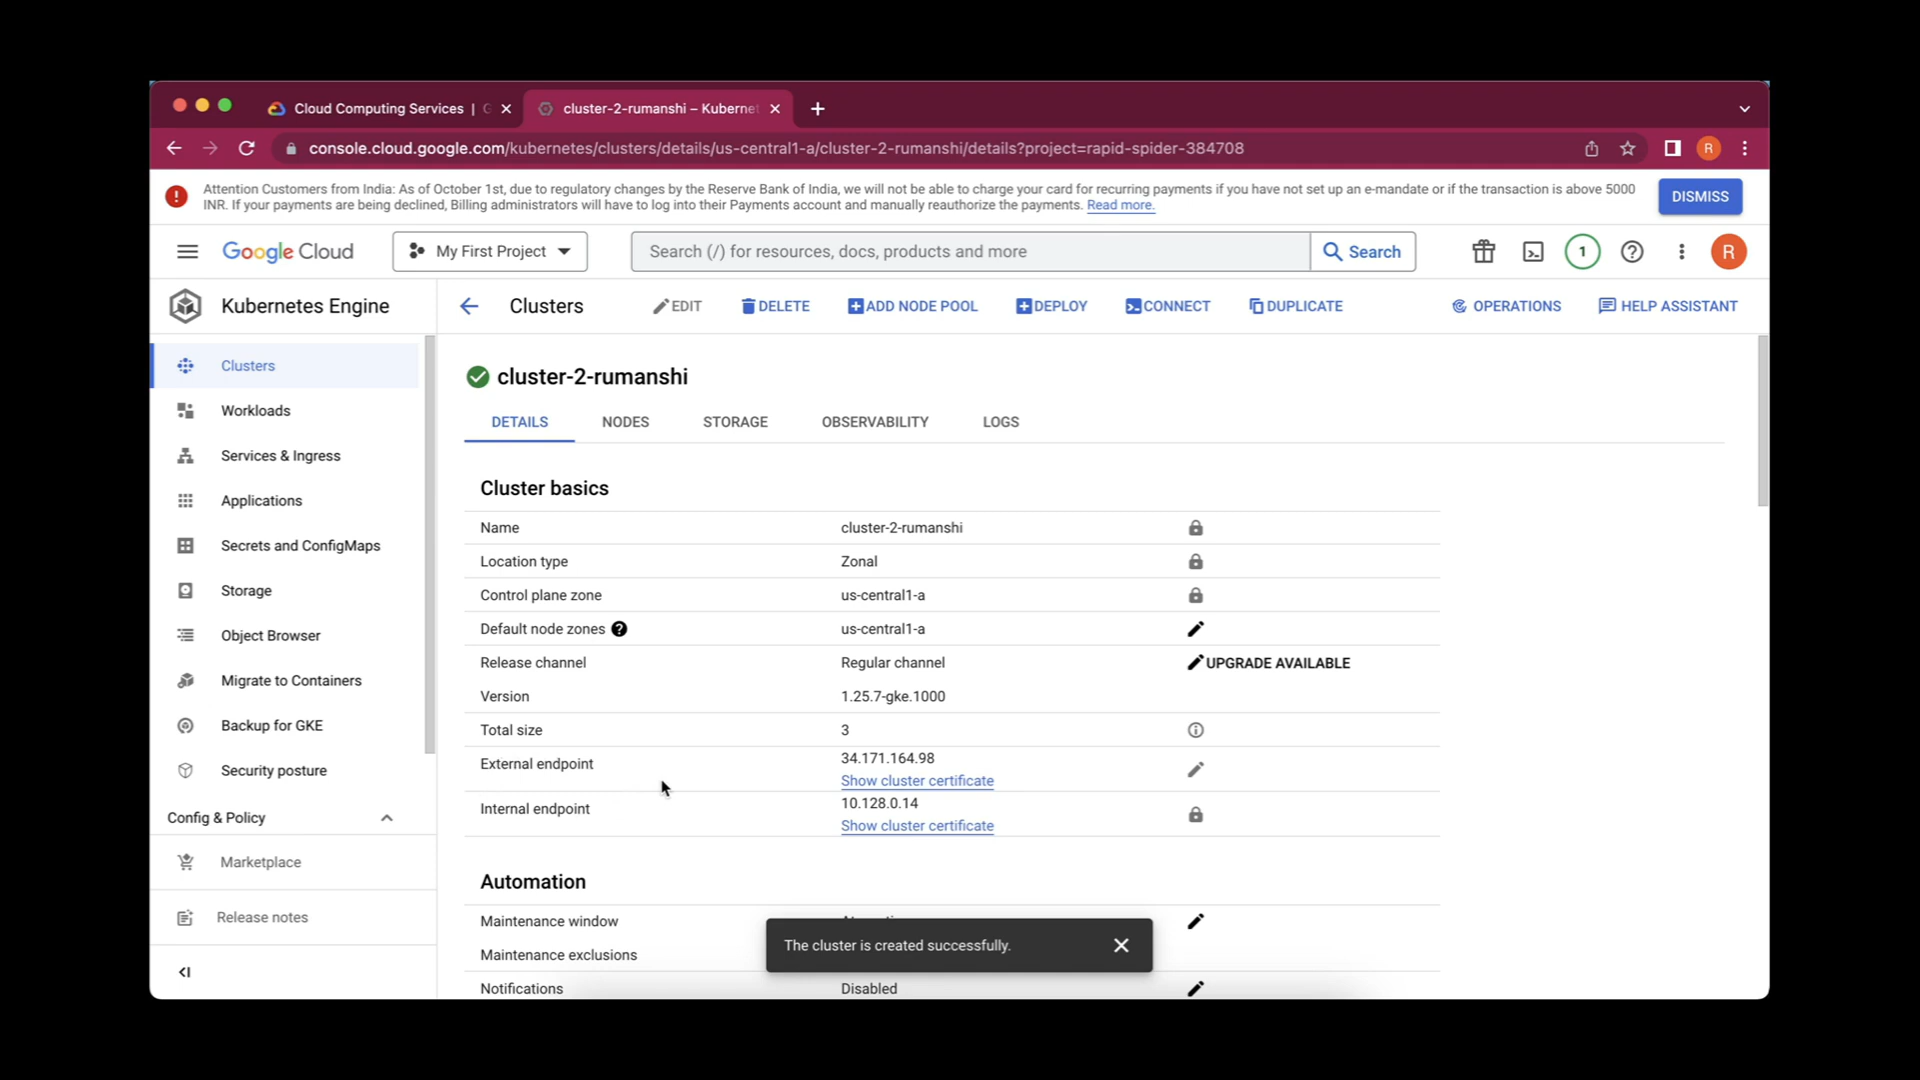 Cloud Computing Services | G
cluster-2-rumanshi – Kubernet
console.cloud.google.com/kubernetes/clusters/details/us-central1-a/cluster-2-rumanshi/details?project=rapid-spider-384708
R
Attention Customers from India: As of October 1st, due to regulatory changes by the Reserve Bank of India, we will not be able to charge your card for recurring payments if you have not set up an e-mandate or if the transaction is above 5000
INR. If your payments are being declined, Billing administrators will have to log into their Payments account and manually reauthorize the payments. Read more.
DISMISS
Google Cloud
My First Project
Search (/) for resources, docs, products and more
Search
1
R
Kubernetes Engine
Clusters
EDIT
DELETE
ADD NODE POOL
DEPLOY
CONNECT
DUPLICATE
OPERATIONS
HELP ASSISTANT
Clusters
Workloads
Services & Ingress
Applications
Secrets and ConfigMaps
Storage
Object Browser
Migrate to Containers
Backup for GKE
Security posture
Config & Policy
Marketplace
Release notes
cluster-2-rumanshi
DETAILS
NODES
STORAGE
OBSERVABILITY
LOGS
Cluster basics
Name cluster-2-rumanshi
Location type Zonal
Control plane zone us-central1-a
Default node zones us-central1-a
Release channel Regular channel UPGRADE AVAILABLE
Version 1.25.7-gke.1000
Total size 3
External endpoint 34.171.164.98
Show cluster certificate
Internal endpoint 10.128.0.14
Show cluster certificate
Automation
Maintenance window
Maintenance exclusions
Notifications Disabled
The cluster is created successfully.